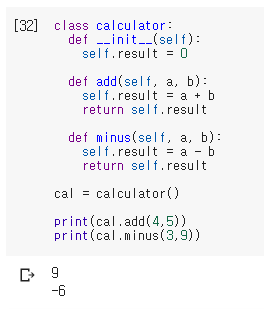 [32] class calculator:
  def __init__(self):
    self.result = 0

  def add(self, a, b):
    self.result = a + b
    return self.result

  def minus(self, a, b):
    self.result = a - b
    return self.result

cal = calculator()

print(cal.add(4,5))
print(cal.minus(3,9))
9
-6